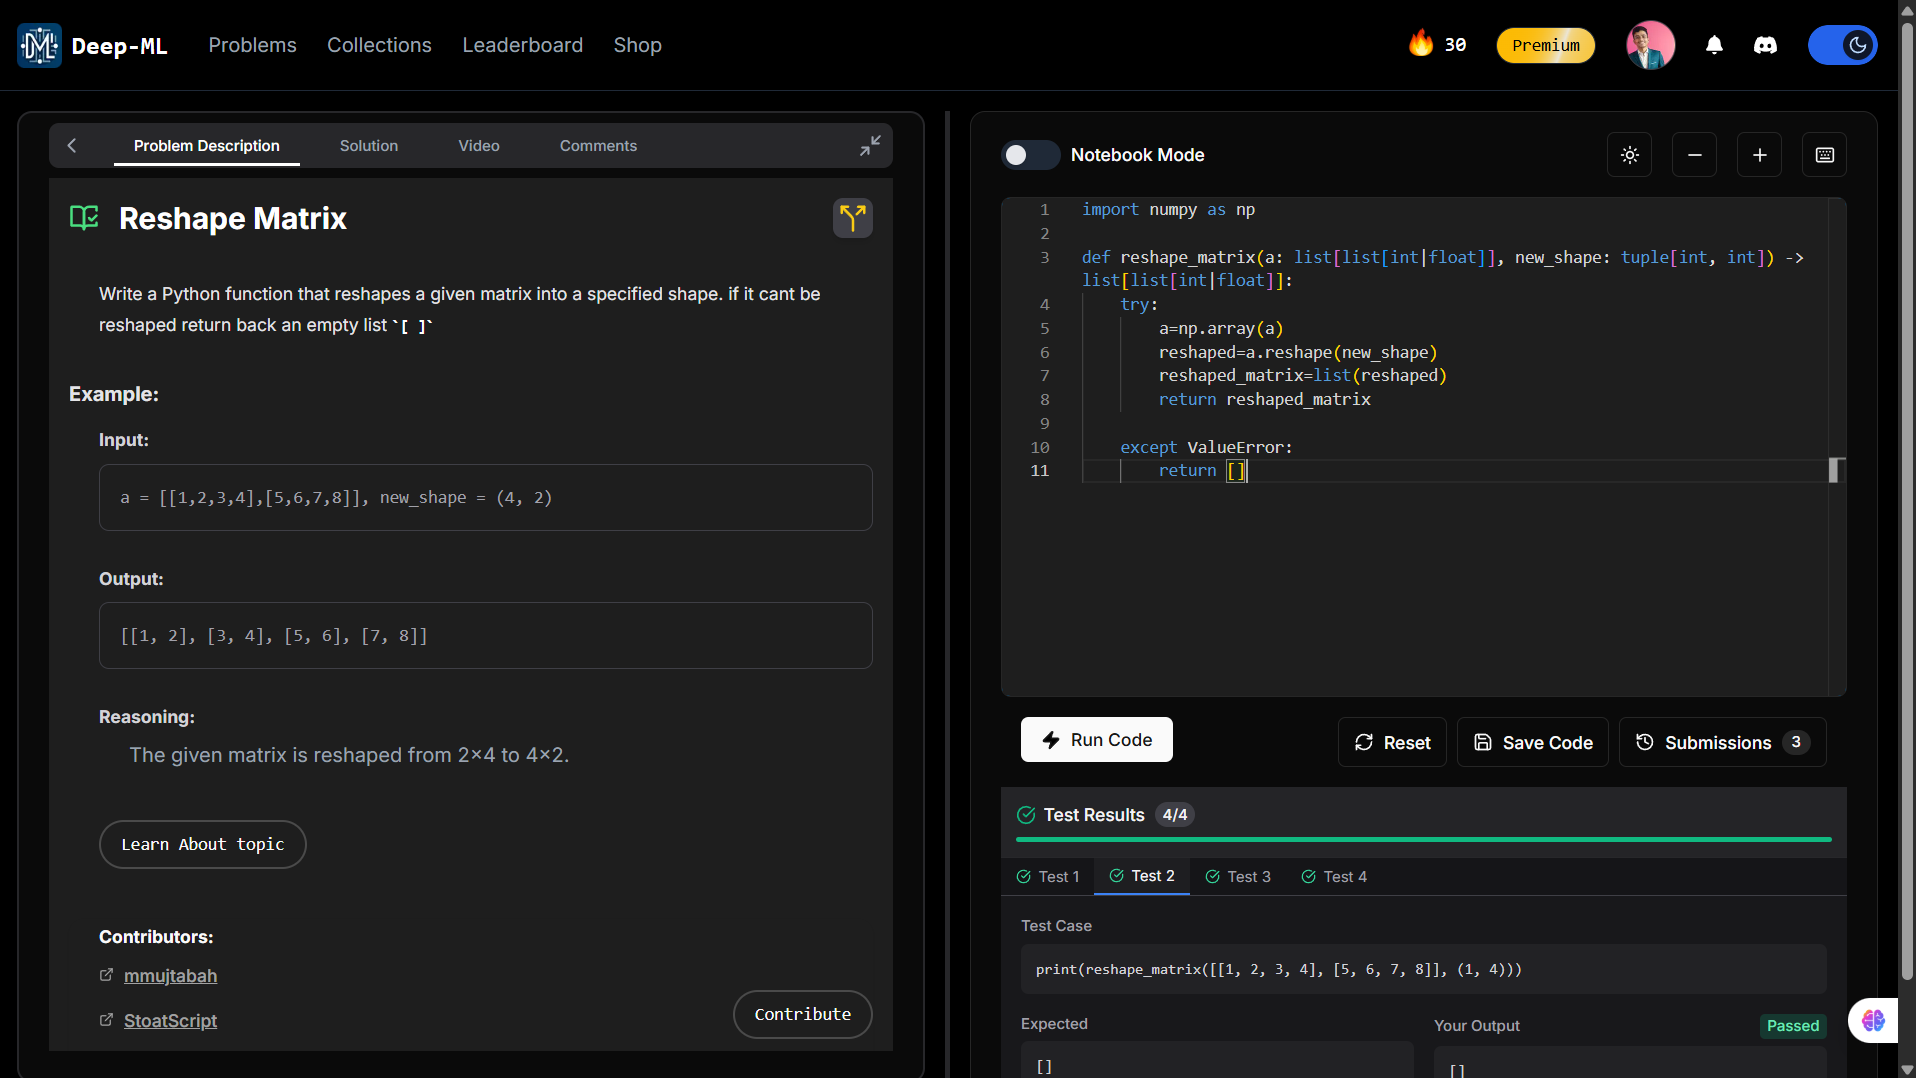 Deep-ML
Problems
Collections
Leaderboard
Shop
30
Premium
Problem Description
Solution
Video
Comments
Reshape Matrix
Write a Python function that reshapes a given matrix into a specified shape. if it cant be
reshaped return back an empty list `[ ]`
Example:
Input:
a = [[1,2,3,4],[5,6,7,8]], new_shape = (4, 2)
Output:
[[1, 2], [3, 4], [5, 6], [7, 8]]
Reasoning:
The given matrix is reshaped from 2×4 to 4×2.
Learn About topic
Contributors:
mmujtabah
StoatScript
Contribute
Notebook Mode
1 import numpy as np
2
3 def reshape_matrix(a: list[list[int|float]], new_shape: tuple[int, int]) ->
list[list[int|float]]:
4 try:
5 a=np.array(a)
6 reshaped=a.reshape(new_shape)
7 reshaped_matrix=list(reshaped)
8 return reshaped_matrix
9
10 except ValueError:
11 return []
Run Code
Reset
Save Code
Submissions 3
Test Results 4/4
Test 1
Test 2
Test 3
Test 4
Test Case
print(reshape_matrix([[1, 2, 3, 4], [5, 6, 7, 8]], (1, 4)))
Expected
[]
Your Output
Passed
[]